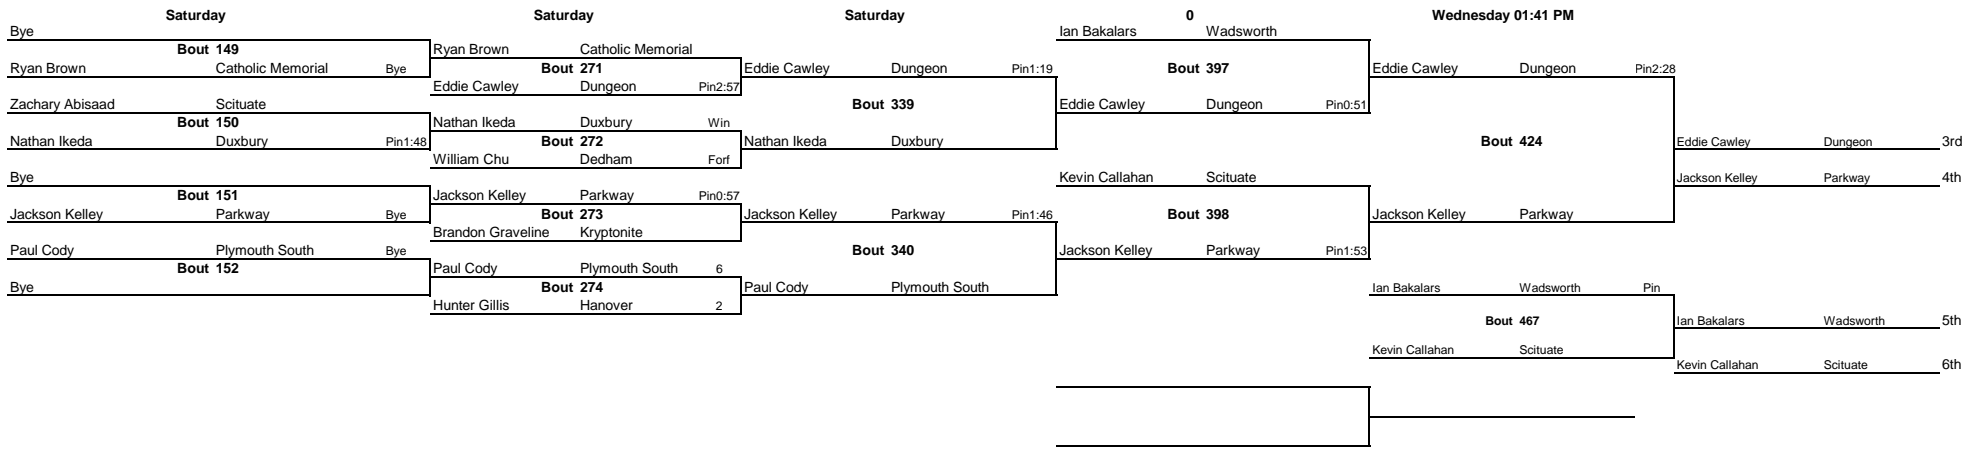 Saturday Saturday Saturday 0 Wednesday 01:41 PM
Bye Ian Bakalars Wadsworth
Bout 149 Ryan Brown Catholic Memorial
Ryan Brown Catholic Memorial Bye Bout 271 Eddie Cawley Dungeon Pin1:19 Bout 397 Eddie Cawley Dungeon Pin2:28
Eddie Cawley Dungeon Pin2:57
Zachary Abisaad Scituate Bout 339 Eddie Cawley Dungeon Pin0:51
Bout 150 Nathan Ikeda Duxbury Win
Nathan Ikeda Duxbury Pin1:48 Bout 272 Nathan Ikeda Duxbury Bout 424 Eddie Cawley Dungeon 3rd
William Chu Dedham Forf
Bye Kevin Callahan Scituate Jackson Kelley Parkway 4th
Bout 151 Jackson Kelley Parkway Pin0:57
Jackson Kelley Parkway Bye Bout 273 Jackson Kelley Parkway Pin1:46 Bout 398 Jackson Kelley Parkway
Brandon Graveline Kryptonite
Paul Cody Plymouth South Bye Bout 340 Jackson Kelley Parkway Pin1:53
Bout 152 Paul Cody Plymouth South 6
Bye Bout 274 Paul Cody Plymouth South Ian Bakalars Wadsworth Pin
Hunter Gillis Hanover 2
Bout 467 Ian Bakalars Wadsworth 5th
Kevin Callahan Scituate
Kevin Callahan Scituate 6th